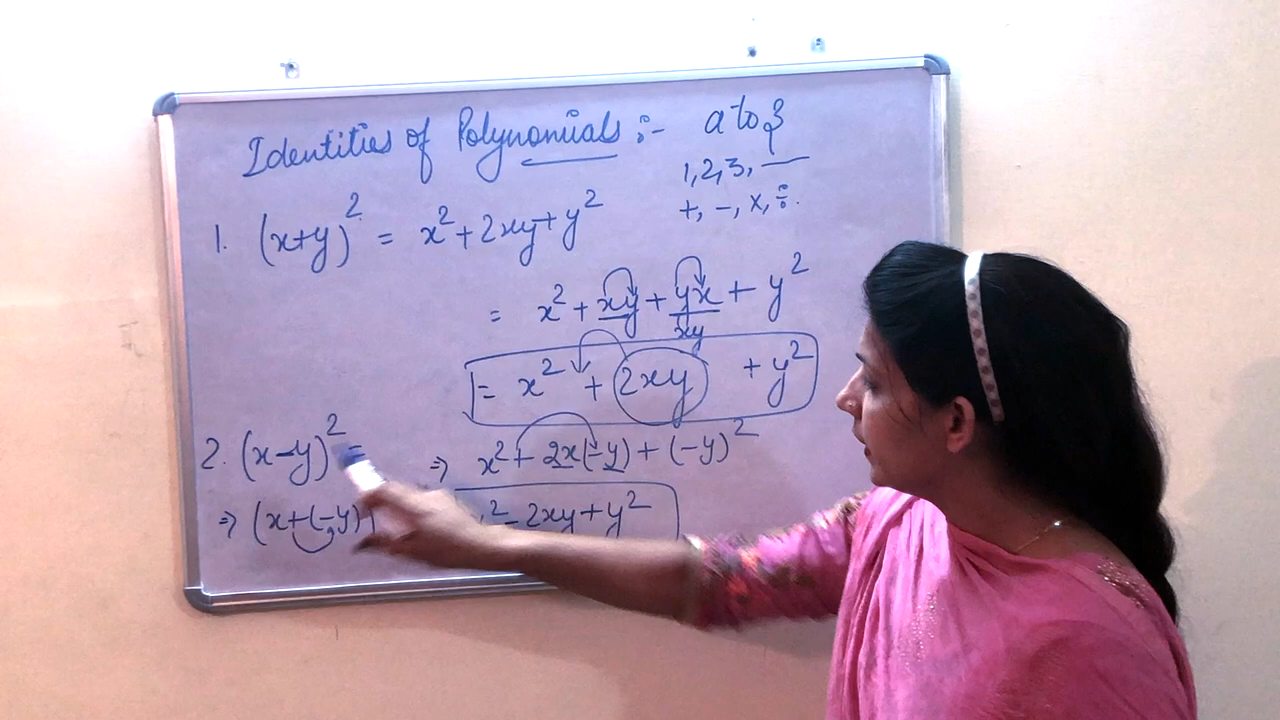 Identities of Polynomials :- a to z
1, 2, 3, —
+, -, x, ÷.
1. (x+y)² = x² + 2xy + y²
= x² + xy + yx + y²
xy
= x² + 2xy + y²
2. (x-y)² =
⇒ x² + 2x(-y) + (-y)²
⇒ (x+(-y)
² - 2xy + y²